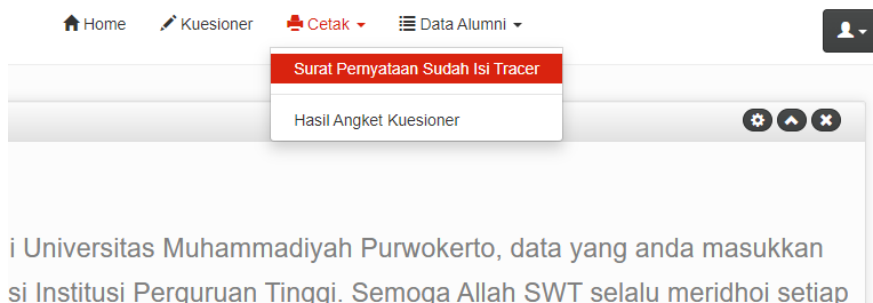 Home Kuesioner Cetak Data Alumni
Surat Pernyataan Sudah Isi Tracer
Hasil Angket Kuesioner
i Universitas Muhammadiyah Purwokerto, data yang anda masukkan
si Institusi Perguruan Tinggi. Semoga Allah SWT selalu meridhoi setiap